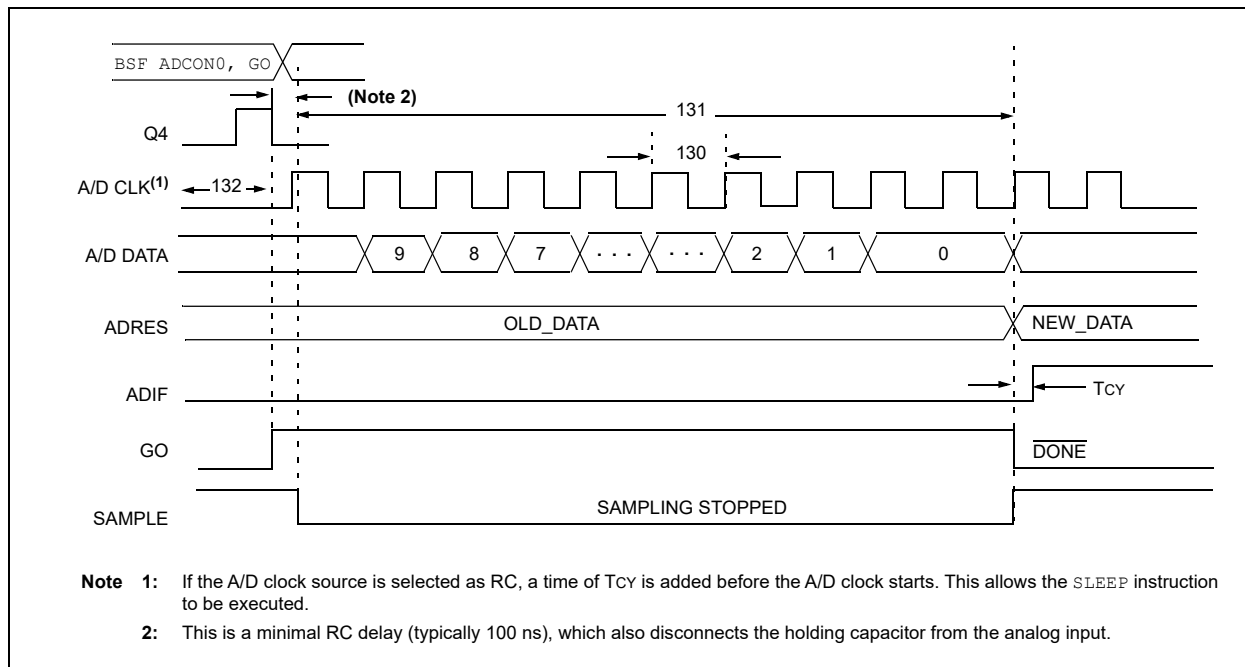 BSF ADCON0, GO
(Note 2)
131
Q4
130
A/D CLK(1)
132
A/D DATA
9 8 7 · · · · · · 2 1 0
ADRES
OLD_DATA
NEW_DATA
ADIF
TCY
GO
DONE
SAMPLE
SAMPLING STOPPED
Note 1: If the A/D clock source is selected as RC, a time of TCY is added before the A/D clock starts. This allows the SLEEP instruction
to be executed.
2: This is a minimal RC delay (typically 100 ns), which also disconnects the holding capacitor from the analog input.